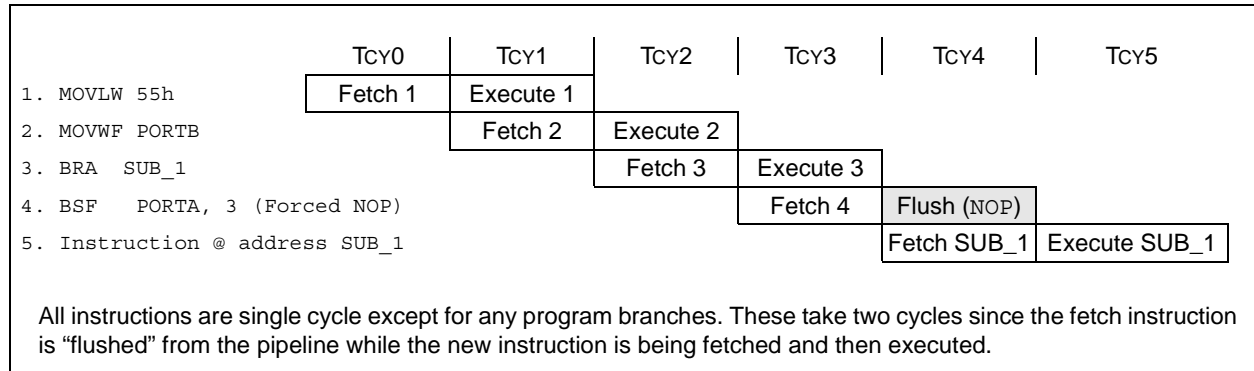 TCY0 TCY1 TCY2 TCY3 TCY4 TCY5
1. MOVLW 55h Fetch 1 Execute 1
2. MOVWF PORTB Fetch 2 Execute 2
3. BRA SUB_1 Fetch 3 Execute 3
4. BSF PORTA, 3 (Forced NOP) Fetch 4 Flush (NOP)
5. Instruction @ address SUB_1 Fetch SUB_1 Execute SUB_1
All instructions are single cycle except for any program branches. These take two cycles since the fetch instruction
is “flushed” from the pipeline while the new instruction is being fetched and then executed.